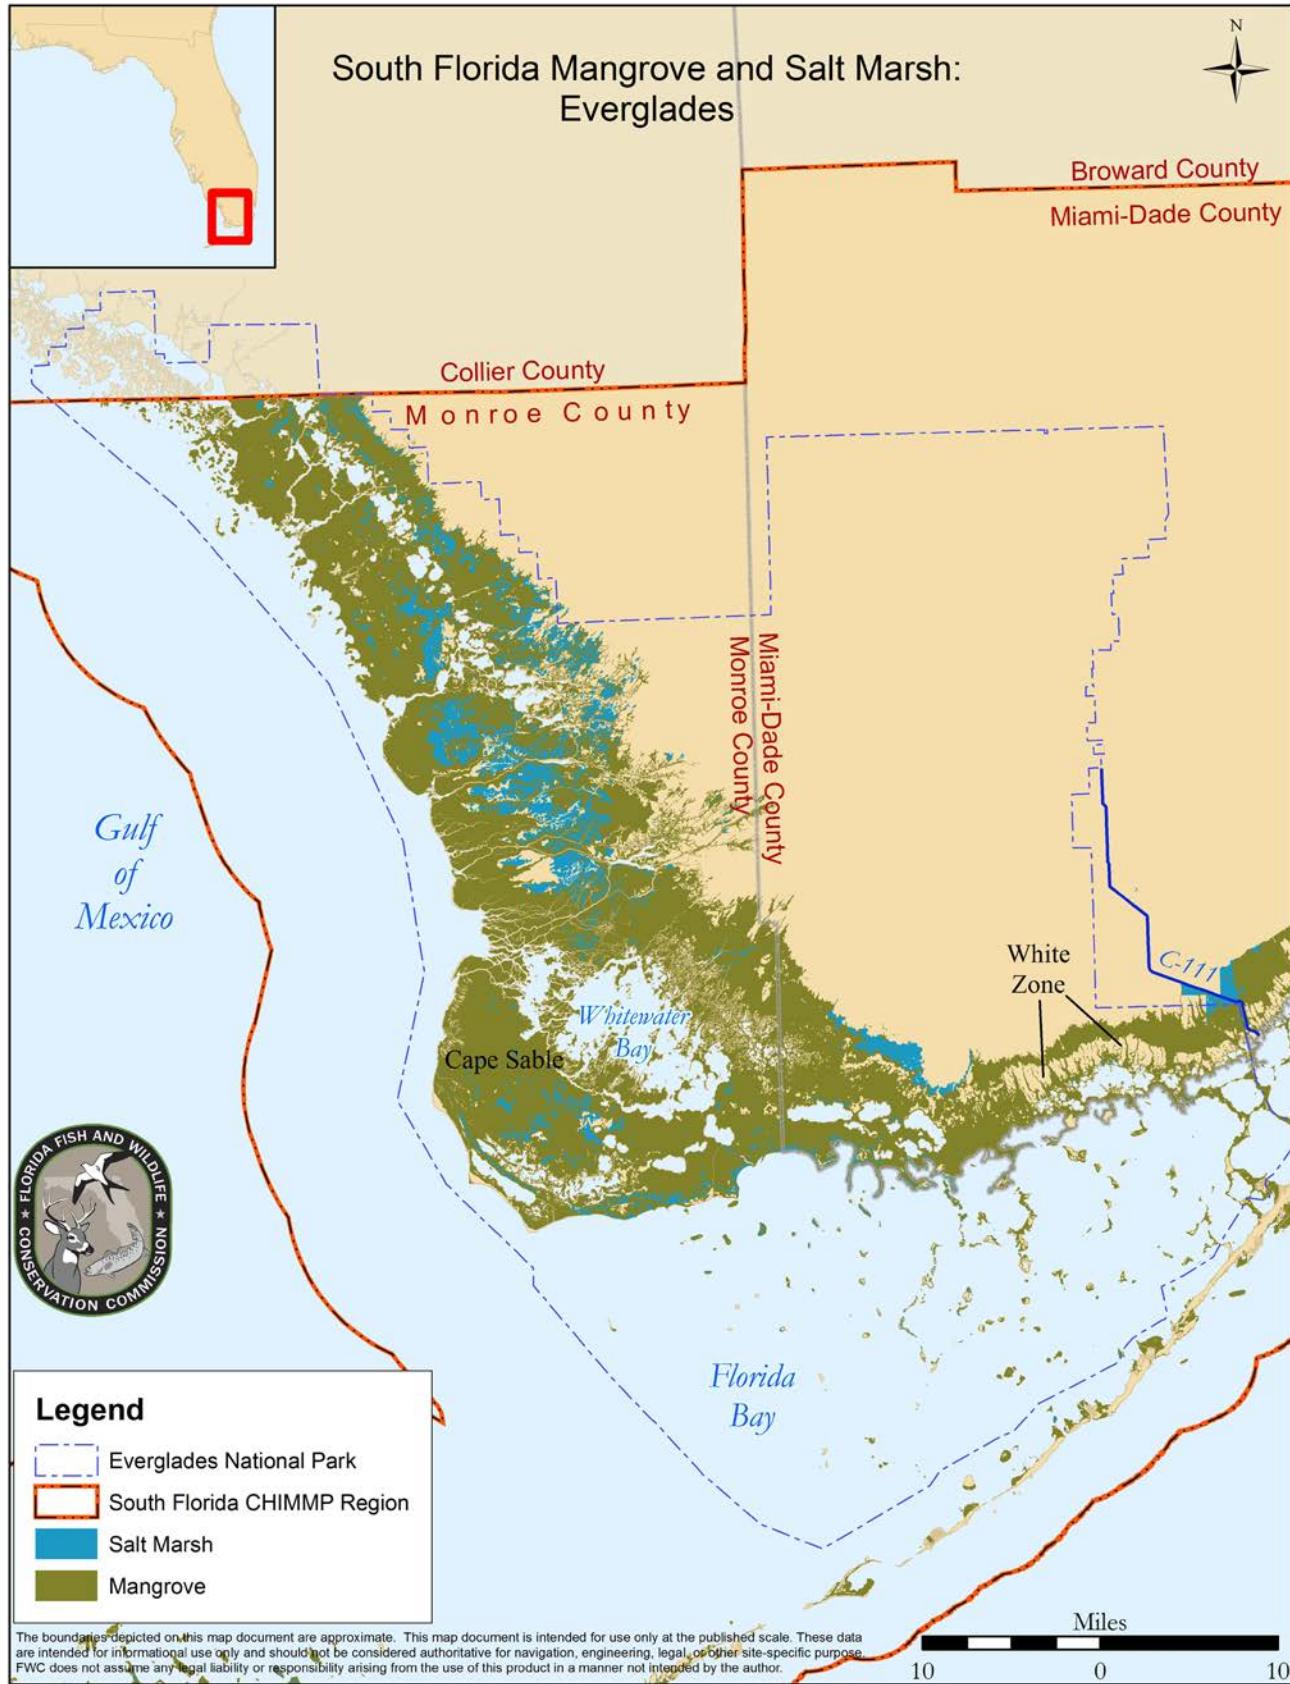 South Florida Mangrove and Salt Marsh:
Everglades
N
Broward County
Miami-Dade County
Collier County
Monroe County
Miami-Dade County
Monroe County
Gulf
of
Mexico
White
Zone
C-111
Whitewater
Bay
Cape Sable
FLORIDA FISH AND WILDLIFE
CONSERVATION COMMISSION
Florida
Bay
Legend
Everglades National Park
South Florida CHIMMP Region
Salt Marsh
Mangrove
The boundaries depicted on this map document are approximate. This map document is intended for use only at the published scale. These data
are intended for informational use only and should not be considered authoritative for navigation, engineering, legal, or other site-specific purpose.
FWC does not assume any legal liability or responsibility arising from the use of this product in a manner not intended by the author.
Miles
10 0 10